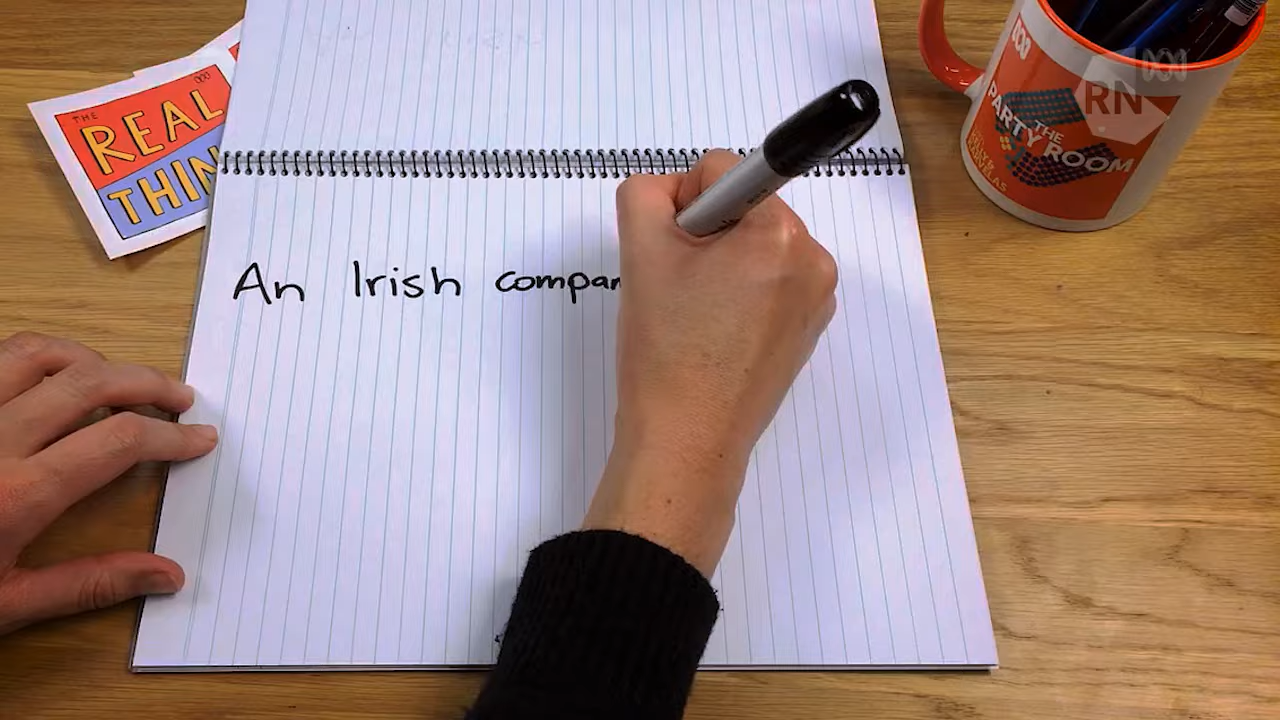 THE
REAL
THIN
An Irish compan
THE
PARTY ROOM
RN